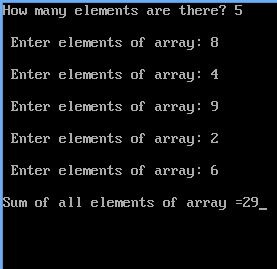 How many elements are there? 5
Enter elements of array: 8
Enter elements of array: 4
Enter elements of array: 9
Enter elements of array: 2
Enter elements of array: 6
Sum of all elements of array =29_